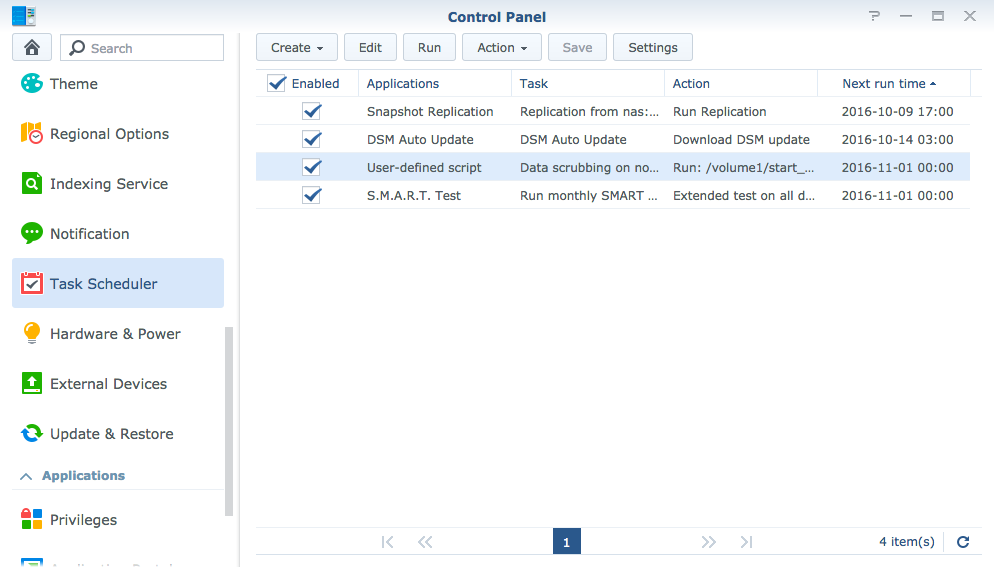 Control Panel
Search
Theme
Regional Options
Indexing Service
Notification
Task Scheduler
Hardware & Power
External Devices
Update & Restore
Applications
Privileges
Create Edit Run Action Save Settings
Enabled Applications Task Action Next run time
Snapshot Replication Replication from nas:... Run Replication 2016-10-09 17:00
DSM Auto Update DSM Auto Update Download DSM update 2016-10-14 03:00
User-defined script Data scrubbing on no... Run: /volume1/start_... 2016-11-01 00:00
S.M.A.R.T. Test Run monthly SMART ... Extended test on all d... 2016-11-01 00:00
1 4 item(s)